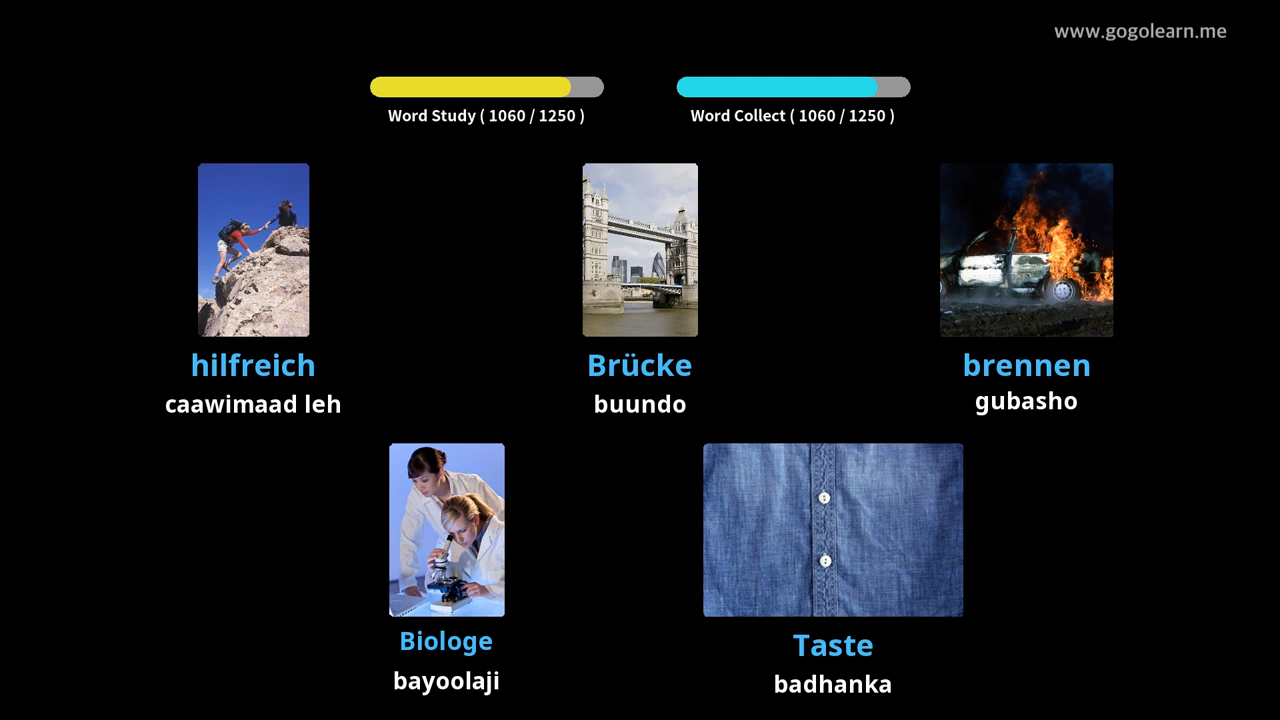 www.gogolearn.me
Word Study ( 1060 / 1250 )
Word Collect ( 1060 / 1250 )
hilfreich
caawimaad leh
Brücke
buundo
brennen
gubasho
Biologe
bayoolaji
Taste
badhanka